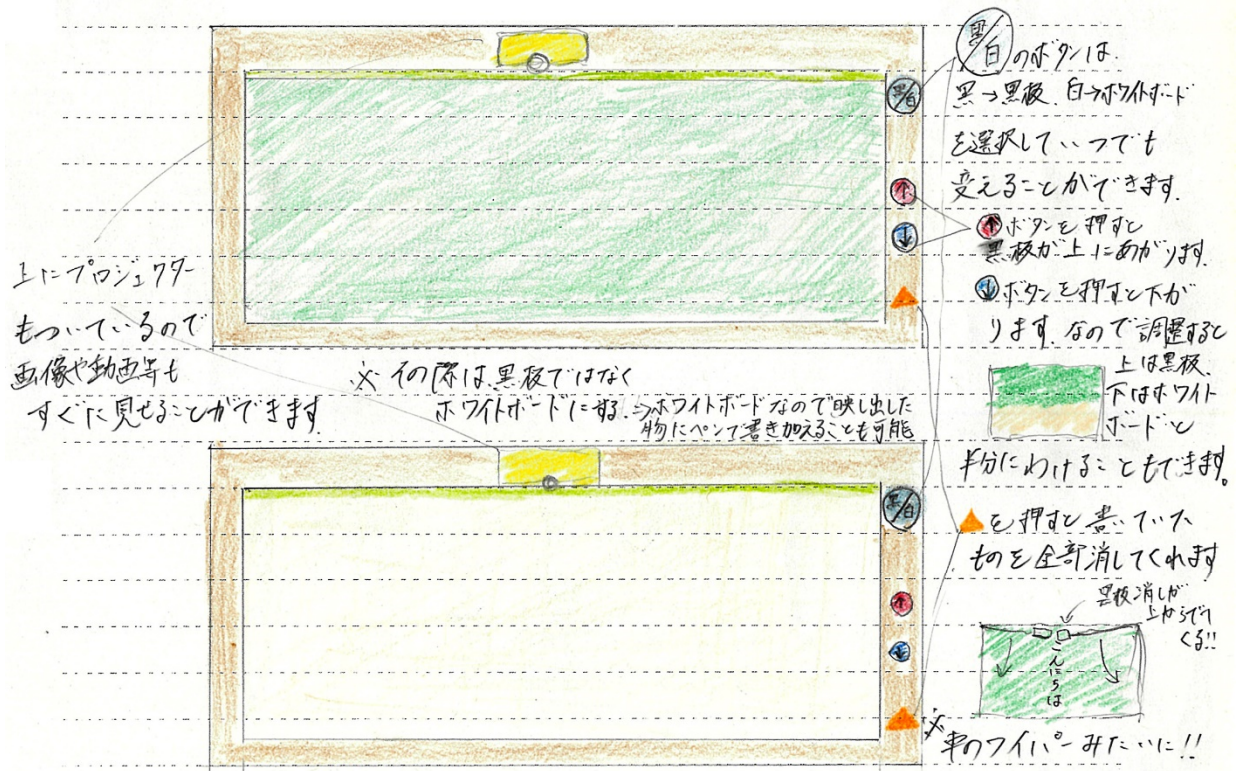 黒/白のボタンは
黒→黒板、白→ホワイトボード
を選択していつでも
変えることができます。
↑ボタンを押すと
黒板が上にあがります。
↓ボタンを押すと下が
ります。なので調整すると
上は黒板、
下はホワイト
ボードと
半分にわけることもできます。
▲を押すと書いていた
ものを全部消してくれます
黒板消しが
上からでて
くる!!
こんにちは
※車のワイパーみたいに!!
上にプロジェクター
もついているので
画像や動画等も
すぐに見せることができます
※その際は黒板ではなく
ホワイトボードにする。⇒ホワイトボードなので映し出した
物にペンで書き加えることも可能
黒/白
↑
↓
黒/白
↑
↓